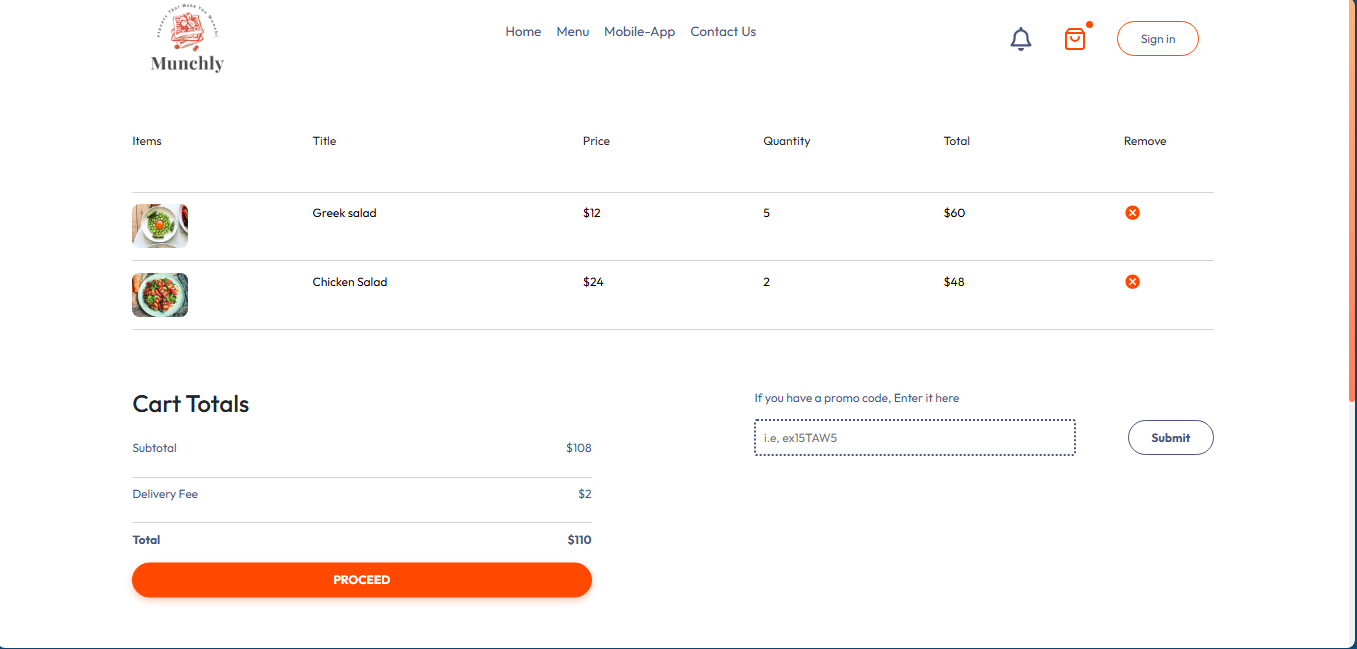 Flavors That Make You Munch!
Munchly
Home Menu Mobile-App Contact Us
Sign in
Items Title Price Quantity Total Remove
Greek salad $12 5 $60
Chicken Salad $24 2 $48
Cart Totals
If you have a promo code, Enter it here
i.e, ex15TAW5
Submit
Subtotal $108
Delivery Fee $2
Total $110
PROCEED